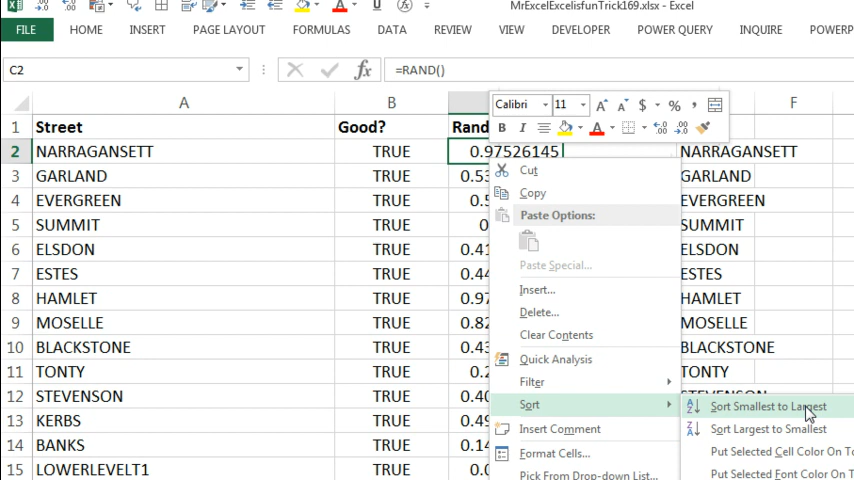 MrExcelExcelisfunTrick169.xlsx - Excel
FILE HOME INSERT PAGE LAYOUT FORMULAS DATA REVIEW VIEW DEVELOPER POWER QUERY INQUIRE POWERP
C2 fx =RAND()
Calibri 11 A A $ % ,
B I A
A B F
1 Street Good? Rand
2 NARRAGANSETT TRUE 0.97526145 NARRAGANSETT
3 GARLAND TRUE 0.53 GARLAND
4 EVERGREEN TRUE 0.5 EVERGREEN
5 SUMMIT TRUE 0 SUMMIT
6 ELSDON TRUE 0.41 ELSDON
7 ESTES TRUE 0.44 ESTES
8 HAMLET TRUE 0.97 HAMLET
9 MOSELLE TRUE 0.82 MOSELLE
10 BLACKSTONE TRUE 0.43 BLACKSTONE
11 TONTY TRUE 0.2 TONTY
12 STEVENSON TRUE 0.40 STEVENSON
13 KERBS TRUE 0.49
14 BANKS TRUE 0.14
15 LOWERLEVELT1 TRUE 0.0
Cut
Copy
Paste Options:
Paste Special...
Insert...
Delete...
Clear Contents
Quick Analysis
Filter
Sort
Insert Comment
Format Cells...
Pick From Drop-down List...
Sort Smallest to Largest
Sort Largest to Smallest
Put Selected Cell Color On To
Put Selected Font Color On T